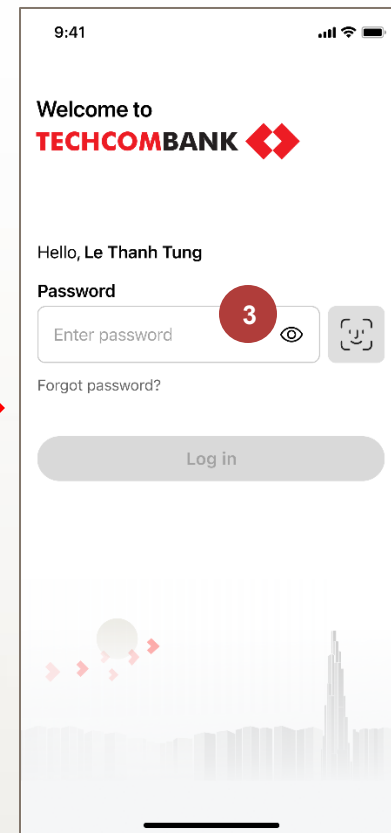 9:41
Welcome to
TECHCOMBANK
Hello, Le Thanh Tung
Password
Enter password
3
Forgot password?
Log in